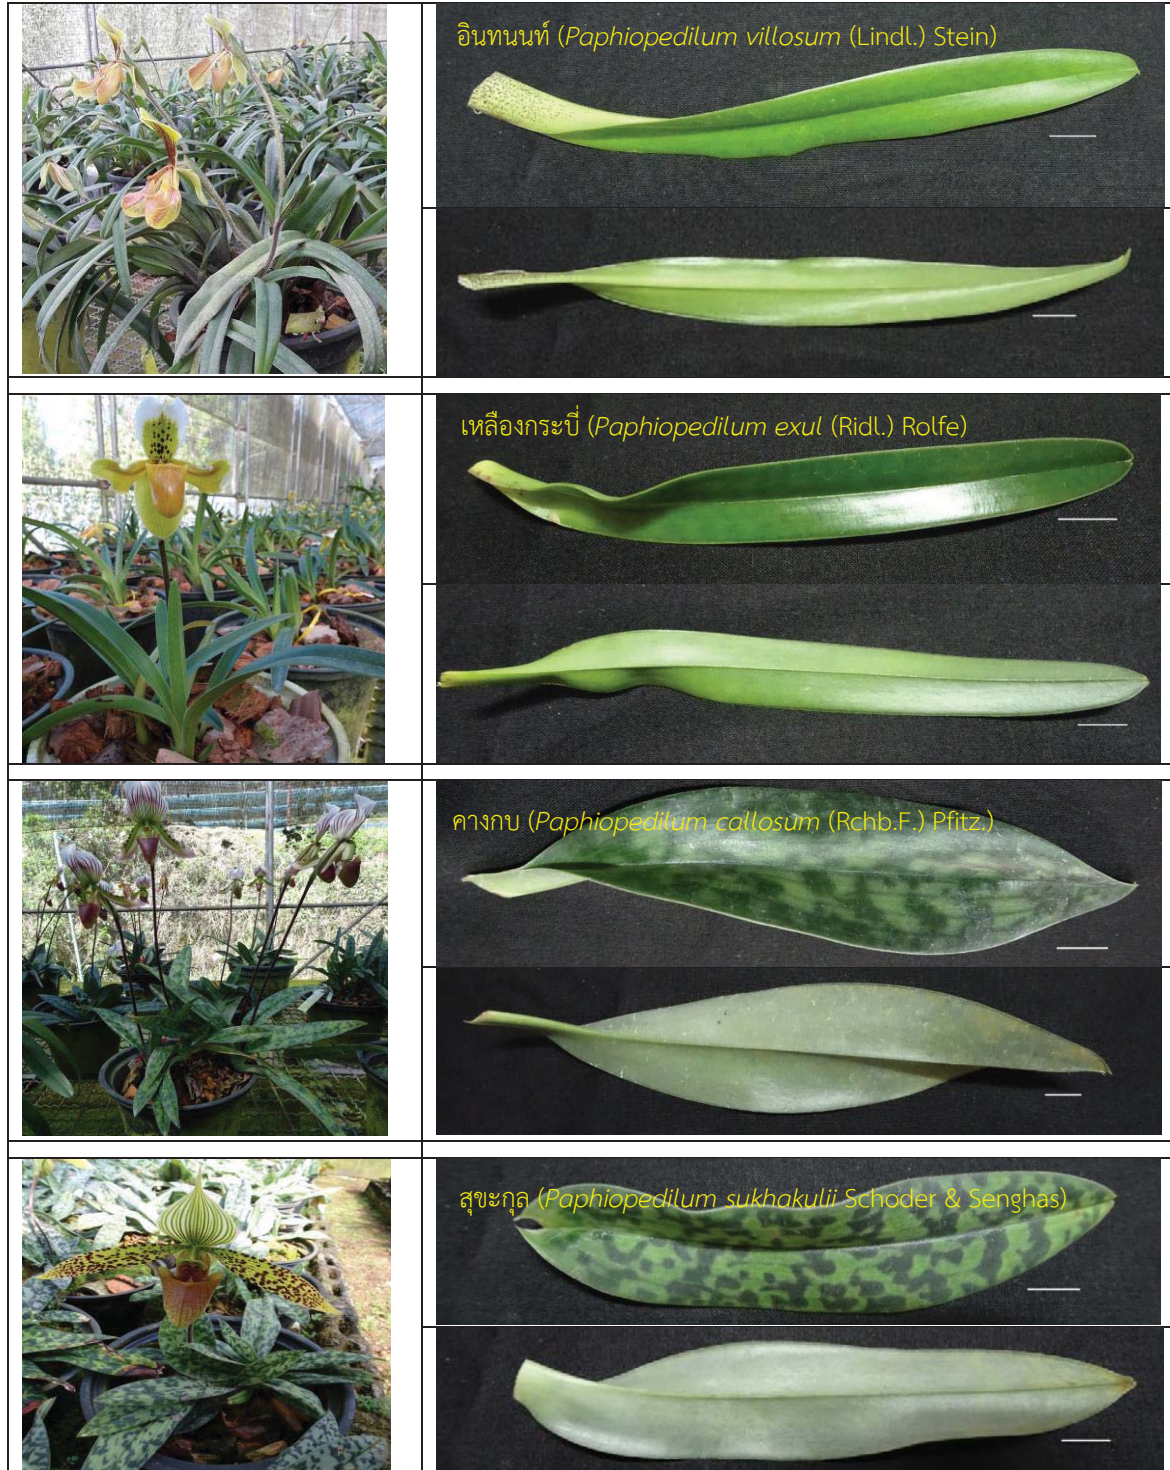 อินทนนท์ (Paphiopedilum villosum (Lindl.) Stein)
เหลืองกระบี่ (Paphiopedilum exul (Ridl.) Rolfe)
คางกบ (Paphiopedilum callosum (Rchb.F.) Pfitz.)
สุขะกุล (Paphiopedilum sukhakulii Schoder & Senghas)